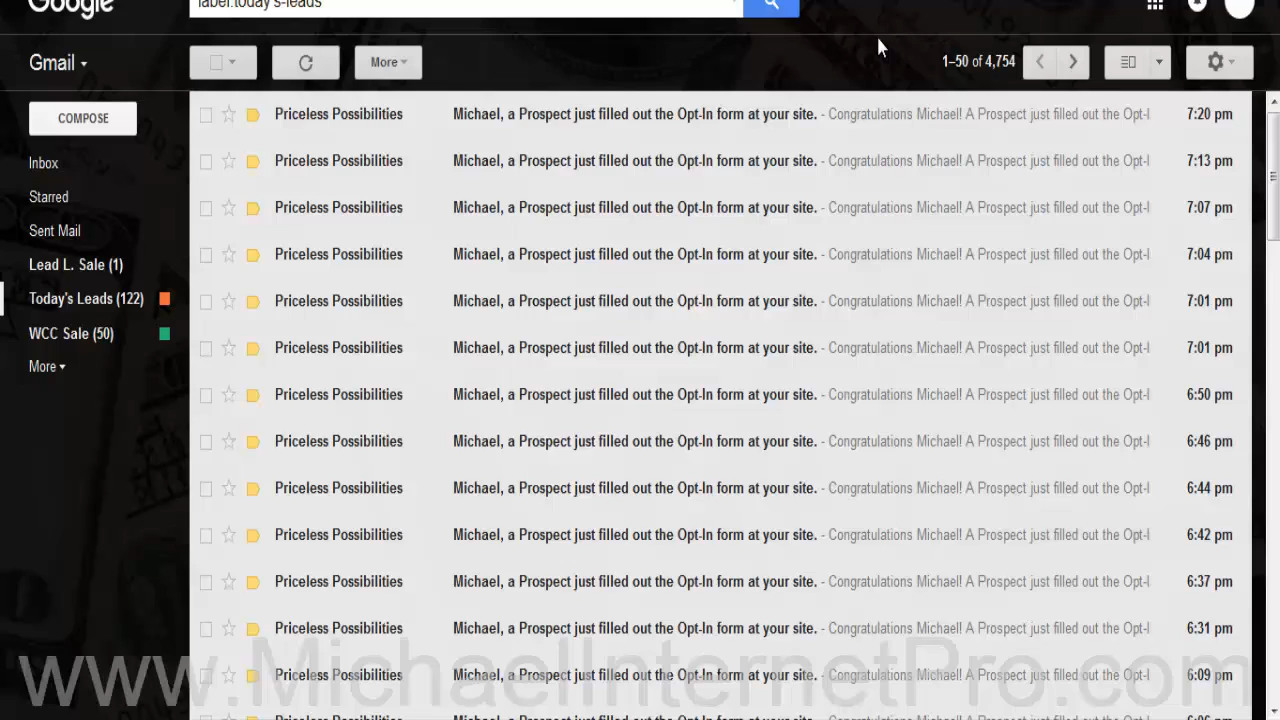 Google
label:today's-leads
Gmail
More
1–50 of 4,754
COMPOSE
Inbox
Starred
Sent Mail
Lead L. Sale (1)
Today's Leads (122)
WCC Sale (50)
More
Priceless Possibilities Michael, a Prospect just filled out the Opt-In form at your site. - Congratulations Michael! A Prospect just filled out the Opt-I 7:20 pm
Priceless Possibilities Michael, a Prospect just filled out the Opt-In form at your site. - Congratulations Michael! A Prospect just filled out the Opt-I 7:13 pm
Priceless Possibilities Michael, a Prospect just filled out the Opt-In form at your site. - Congratulations Michael! A Prospect just filled out the Opt-I 7:07 pm
Priceless Possibilities Michael, a Prospect just filled out the Opt-In form at your site. - Congratulations Michael! A Prospect just filled out the Opt-I 7:04 pm
Priceless Possibilities Michael, a Prospect just filled out the Opt-In form at your site. - Congratulations Michael! A Prospect just filled out the Opt-I 7:01 pm
Priceless Possibilities Michael, a Prospect just filled out the Opt-In form at your site. - Congratulations Michael! A Prospect just filled out the Opt-I 7:01 pm
Priceless Possibilities Michael, a Prospect just filled out the Opt-In form at your site. - Congratulations Michael! A Prospect just filled out the Opt-I 6:50 pm
Priceless Possibilities Michael, a Prospect just filled out the Opt-In form at your site. - Congratulations Michael! A Prospect just filled out the Opt-I 6:46 pm
Priceless Possibilities Michael, a Prospect just filled out the Opt-In form at your site. - Congratulations Michael! A Prospect just filled out the Opt-I 6:44 pm
Priceless Possibilities Michael, a Prospect just filled out the Opt-In form at your site. - Congratulations Michael! A Prospect just filled out the Opt-I 6:42 pm
Priceless Possibilities Michael, a Prospect just filled out the Opt-In form at your site. - Congratulations Michael! A Prospect just filled out the Opt-I 6:37 pm
Priceless Possibilities Michael, a Prospect just filled out the Opt-In form at your site. - Congratulations Michael! A Prospect just filled out the Opt-I 6:31 pm
Priceless Possibilities Michael, a Prospect just filled out the Opt-In form at your site. - Congratulations Michael! A Prospect just filled out the Opt-I 6:09 pm
www.MichaelInternetPro.com